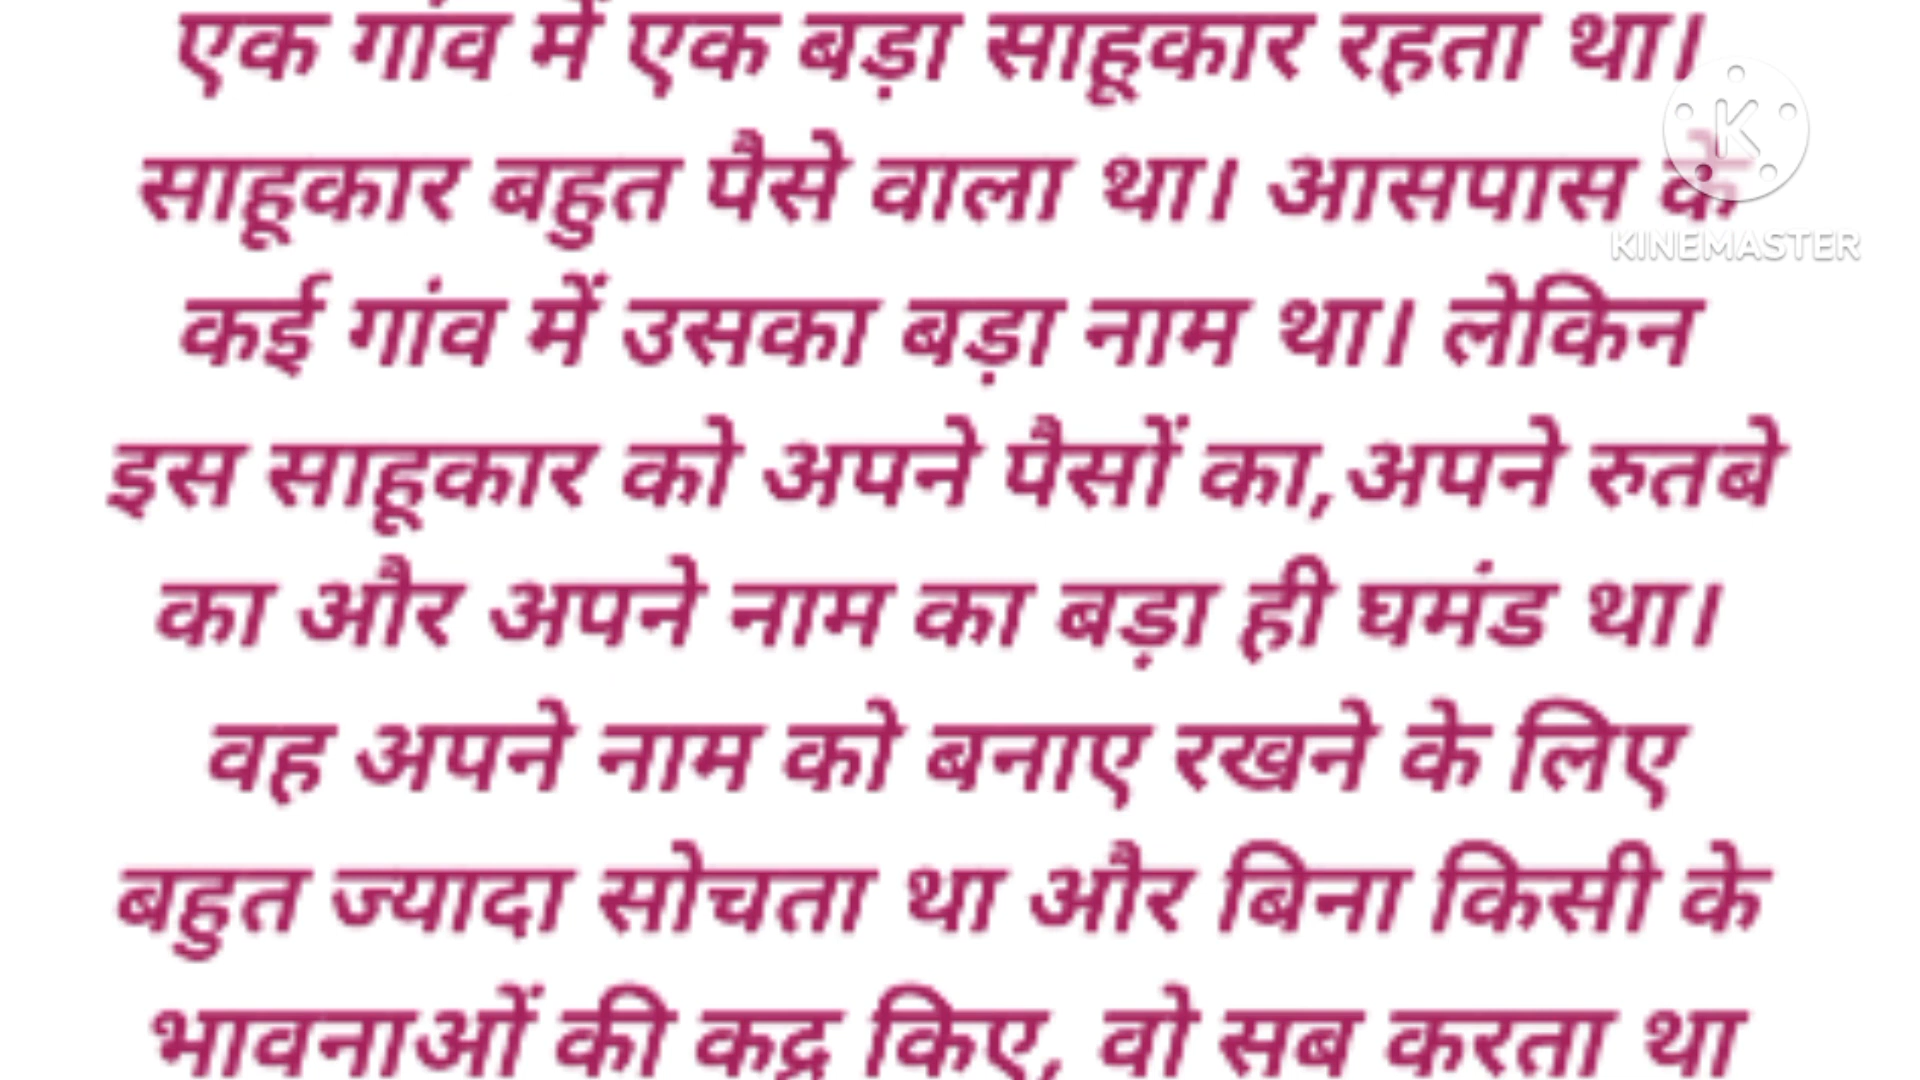 एक गांव में एक बड़ा साहूकार रहता था।
साहूकार बहुत पैसे वाला था। आसपास के
कई गांव में उसका बड़ा नाम था। लेकिन
इस साहूकार को अपने पैसों का,अपने रुतबे
का और अपने नाम का बड़ा ही घमंड था।
वह अपने नाम को बनाए रखने के लिए
बहुत ज्यादा सोचता था और बिना किसी के
भावनाओं की कद्र किए, वो सब करता था
K
KINEMASTER